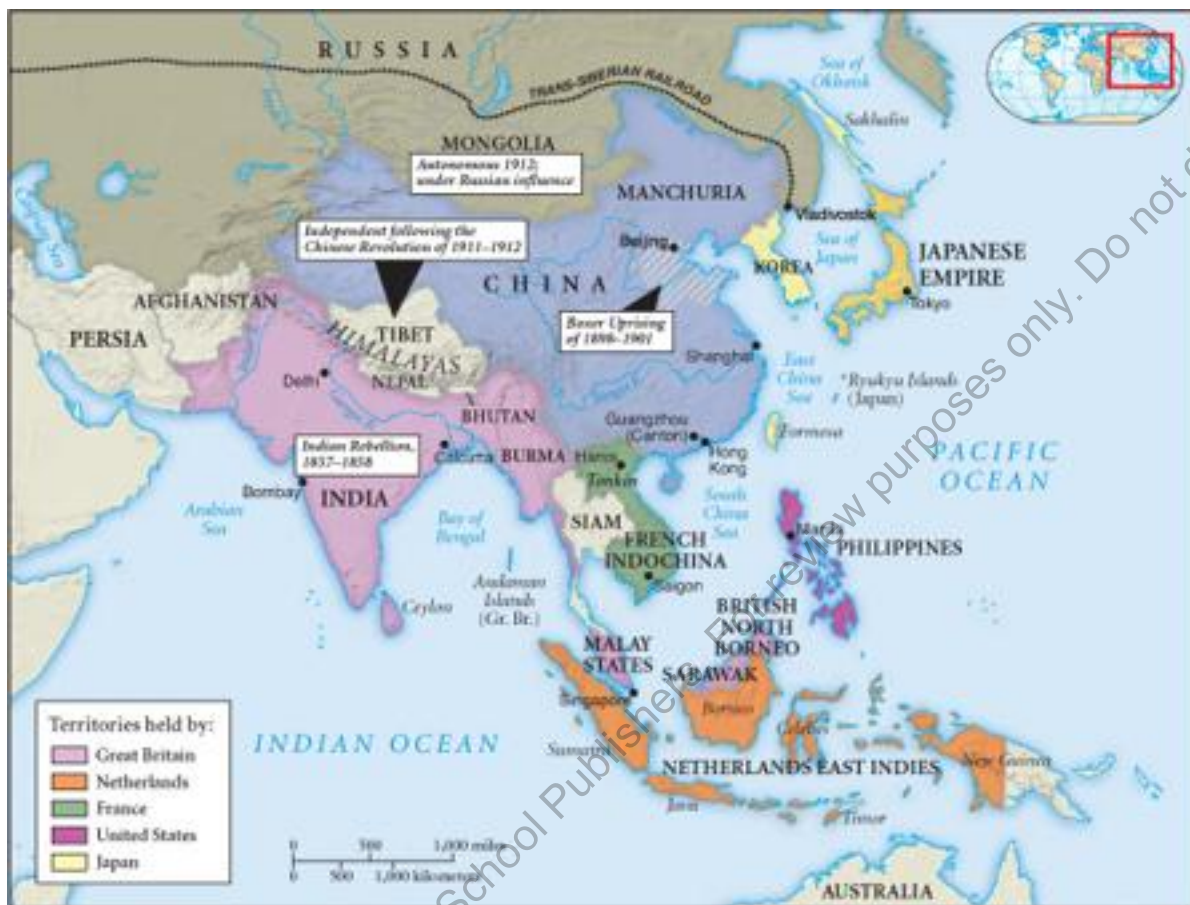 RUSSIA
Sea of
Okhotsk
TRANS-SIBERIAN RAILROAD
Sakhalin
MONGOLIA
Autonomous 1912;
under Russian influence
MANCHURIA
Caspian Sea
Independent following the
Chinese Revolution of 1911–1912
Vladivostok
Beijing
Sea of
Japan
JAPANESE
EMPIRE
KOREA
Tokyo
CHINA
AFGHANISTAN
PERSIA
TIBET
HIMALAYAS
NEPAL
Boxer Uprising
Shanghai
East
China
Sea
Ryukyu Islands
(Japan)
Delhi
BHUTAN
Guangzhou
(Canton)
Hong
Kong
Formosa
PACIFIC
OCEAN
Indian Rebellion,
1857–1858
Calcutta
BURMA
Hanoi
Tonkin
Bombay
INDIA
Arabian
Sea
Bay of
Bengal
SIAM
South
China
Sea
Manila
PHILIPPINES
FRENCH
INDOCHINA
Saigon
Andaman
Islands
(Gr. Br.)
Ceylon
BRITISH
NORTH
BORNEO
MALAY
STATES
SARAWAK
Singapore
Borneo
Celebes
Sumatra
INDIAN OCEAN
NETHERLANDS EAST INDIES
New Guinea
Java
Timor
AUSTRALIA
Territories held by:
Great Britain
Netherlands
France
United States
Japan
0 500 1,000 miles
0 500 1,000 kilometers
School Publishers
review purposes only. Do not